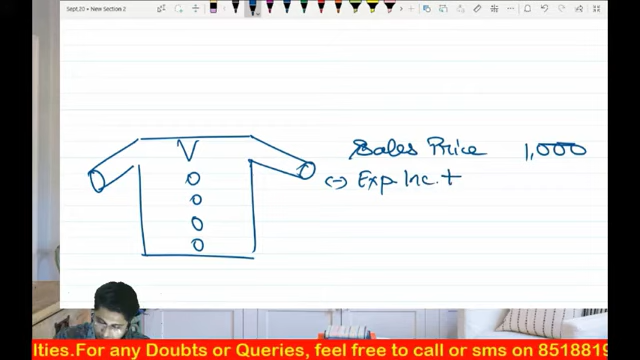 Sept.20 • New Section 2
V
Sales Price 1,000
(-) Exp. Inc. +
lties.For any Doubts or Queries, feel free to call or sms on 8518819